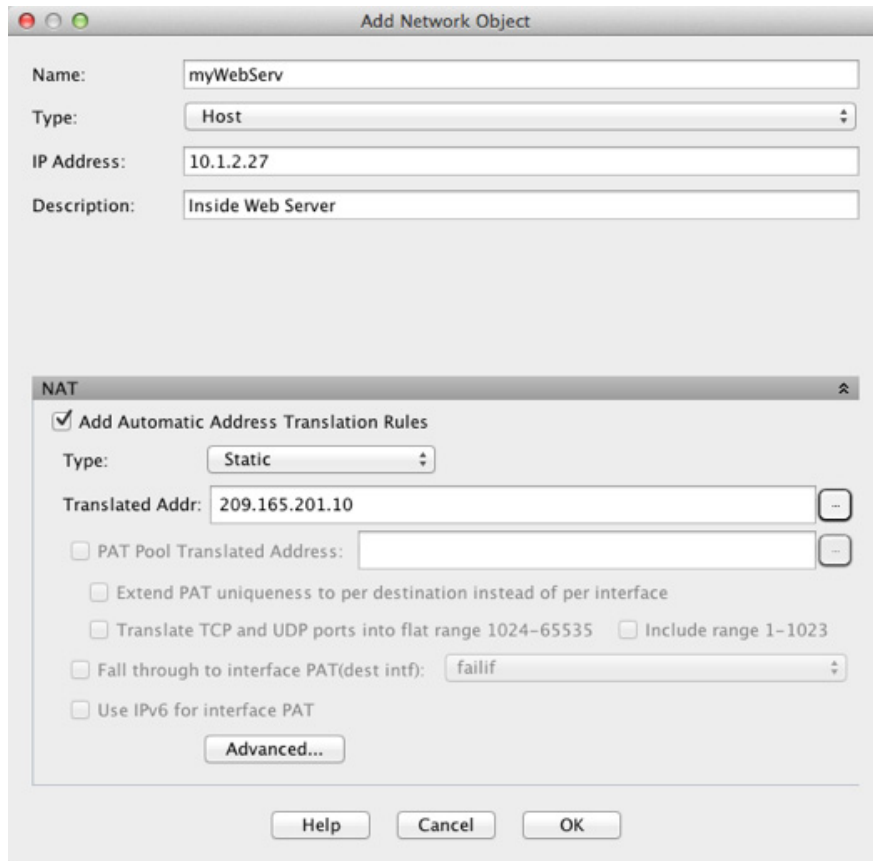 Add Network Object
Name: myWebServ
Type: Host
IP Address: 10.1.2.27
Description: Inside Web Server
NAT
Add Automatic Address Translation Rules
Type: Static
Translated Addr: 209.165.201.10 ...
PAT Pool Translated Address: ...
Extend PAT uniqueness to per destination instead of per interface
Translate TCP and UDP ports into flat range 1024-65535 Include range 1-1023
Fall through to interface PAT(dest intf): failif
Use IPv6 for interface PAT
Advanced...
Help Cancel OK